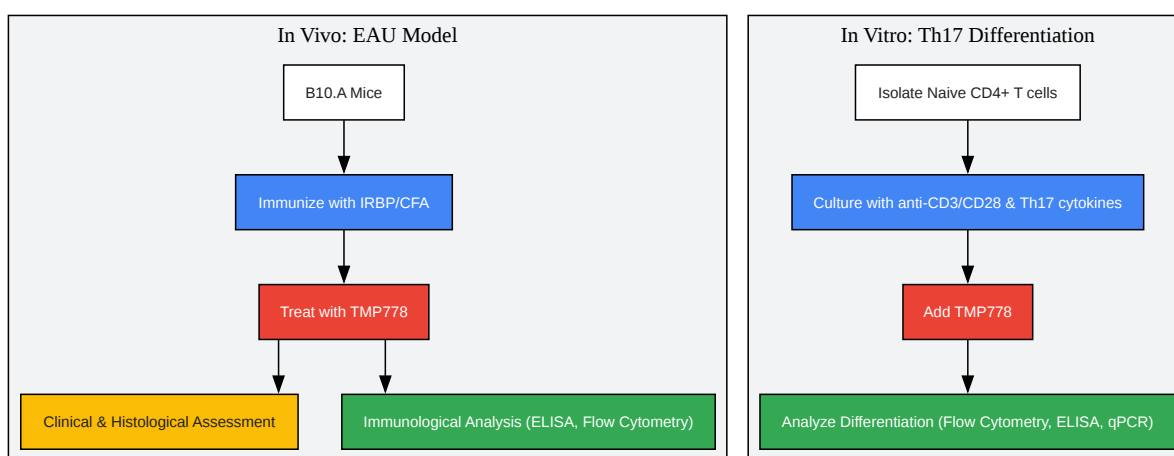 In Vivo: EAU Model
B10.A Mice
Immunize with IRBP/CFA
Treat with TMP778
Clinical & Histological Assessment
Immunological Analysis (ELISA, Flow Cytometry)
In Vitro: Th17 Differentiation
Isolate Naive CD4+ T cells
Culture with anti-CD3/CD28 & Th17 cytokines
Add TMP778
Analyze Differentiation (Flow Cytometry, ELISA, qPCR)